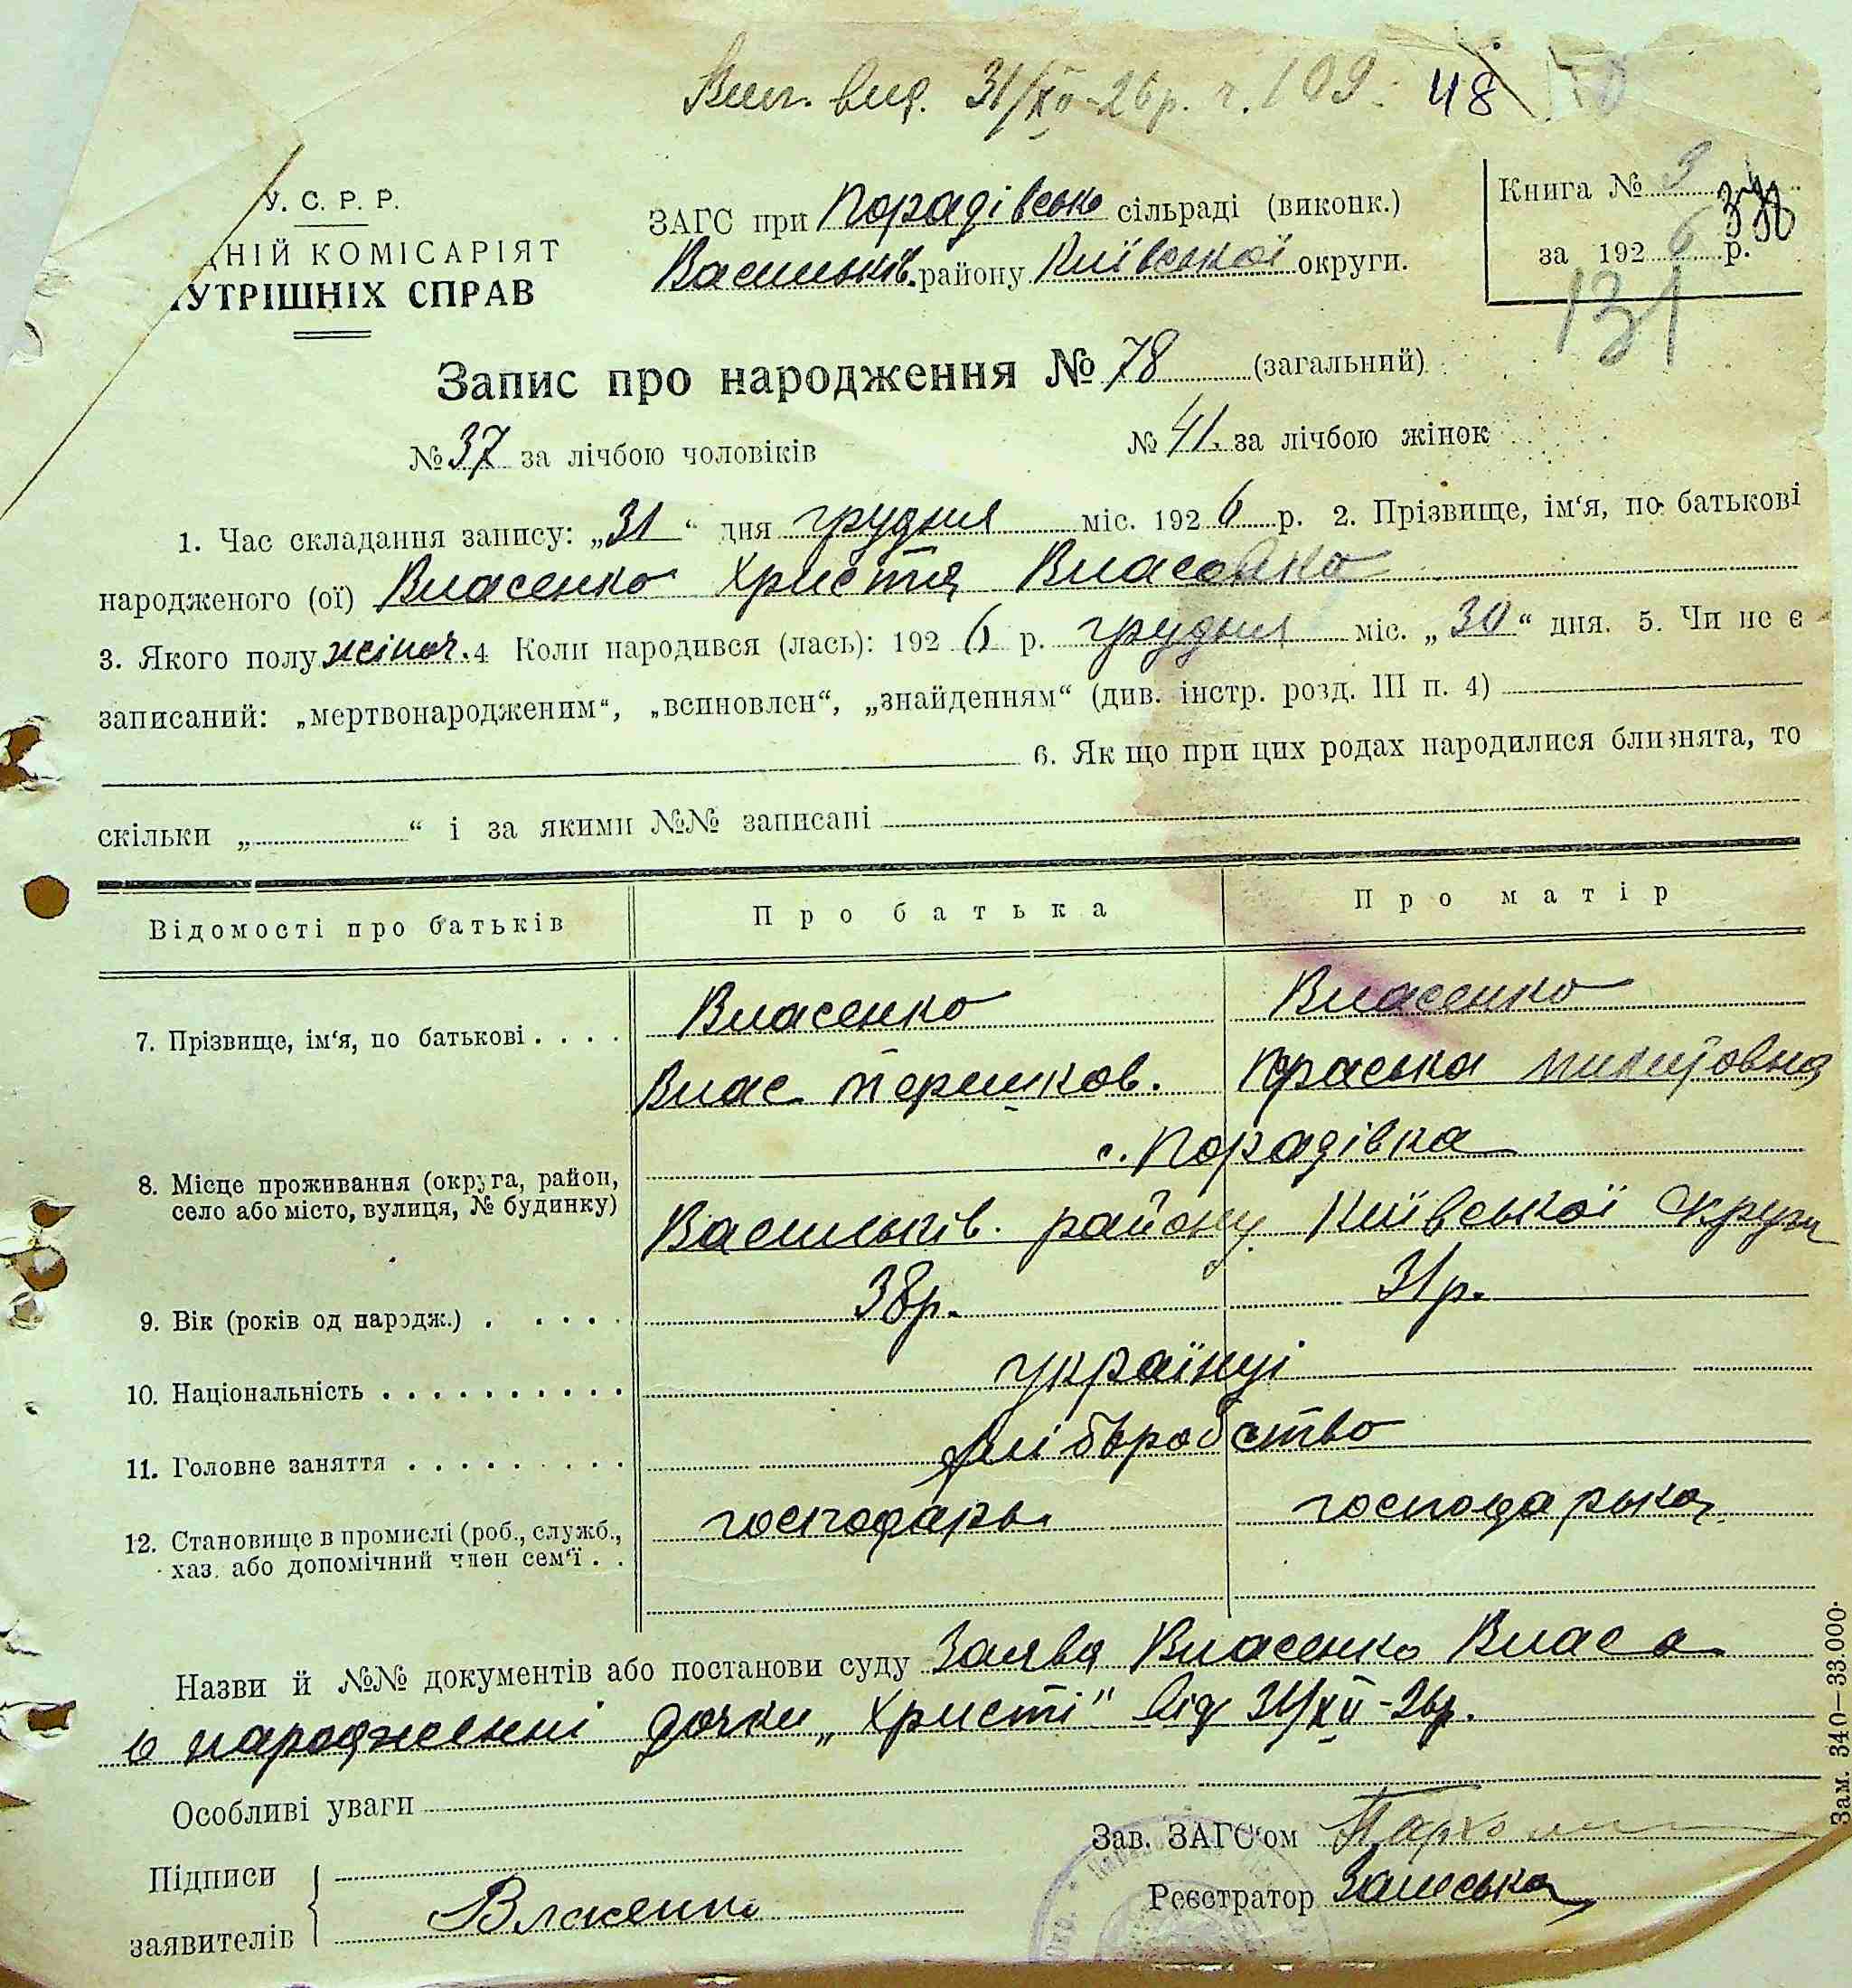 Вип. вид. 31/XII-26р. ч. 109. 48
У. С. Р. Р.
ДНІЙ КОМІСАРІЯТ
УТРІШНІХ СПРАВ
ЗАГС при Порадівськ сільраді (виконк.)
Васильків. району Київської округи.
Книга № 3
за 1926 р.
131
Запис про народження № 78 (загальний)
№ 37 за лічбою чоловіків № 41. за лічбою жінок
1. Час складання запису: „31“ дня грудня міс. 1926 р. 2. Прізвище, ім‘я, по батькові
народженого (ої) Власенко Христя Власовна
3. Якого полу жіноч. 4 Коли народився (лась): 1926 р. грудня міс. „30“ дня. 5. Чи не є
записаний: „мертвонародженим“, „всиновлен“, „знайденням“ (див. інстр. розд. III п. 4)
6. Як що при цих родах народилися близнята, то
скільки „ “ і за якими №№ записані
Відомості про батьків Про батька Про матір
7. Прізвище, ім‘я, по батькові . . . . Власенко Власенко
Влас Терешков. Параска
8. Місце проживання (округа, район, село або місто, вулиця, № будинку) с. Порадівка
Васильків. району Київської округи
9. Вік (років од народж.) . . . . . 38р. 31р.
10. Національність . . . . . . . . . . українці
11. Головне заняття . . . . . . . . . хліборобство
12. Становище в промислі (роб., служб., хаз. або допомічний член сем‘ї . . господарь господарька
Назви й №№ документів або постанови суду Заява Власенко Власа
о народженні дочки „Христі" від 31/XII-26р.
Особливі уваги
Зав. ЗАГС‘ом
Підписи
заявителів Власенко
Реєстратор
Зам. 340—33.000.